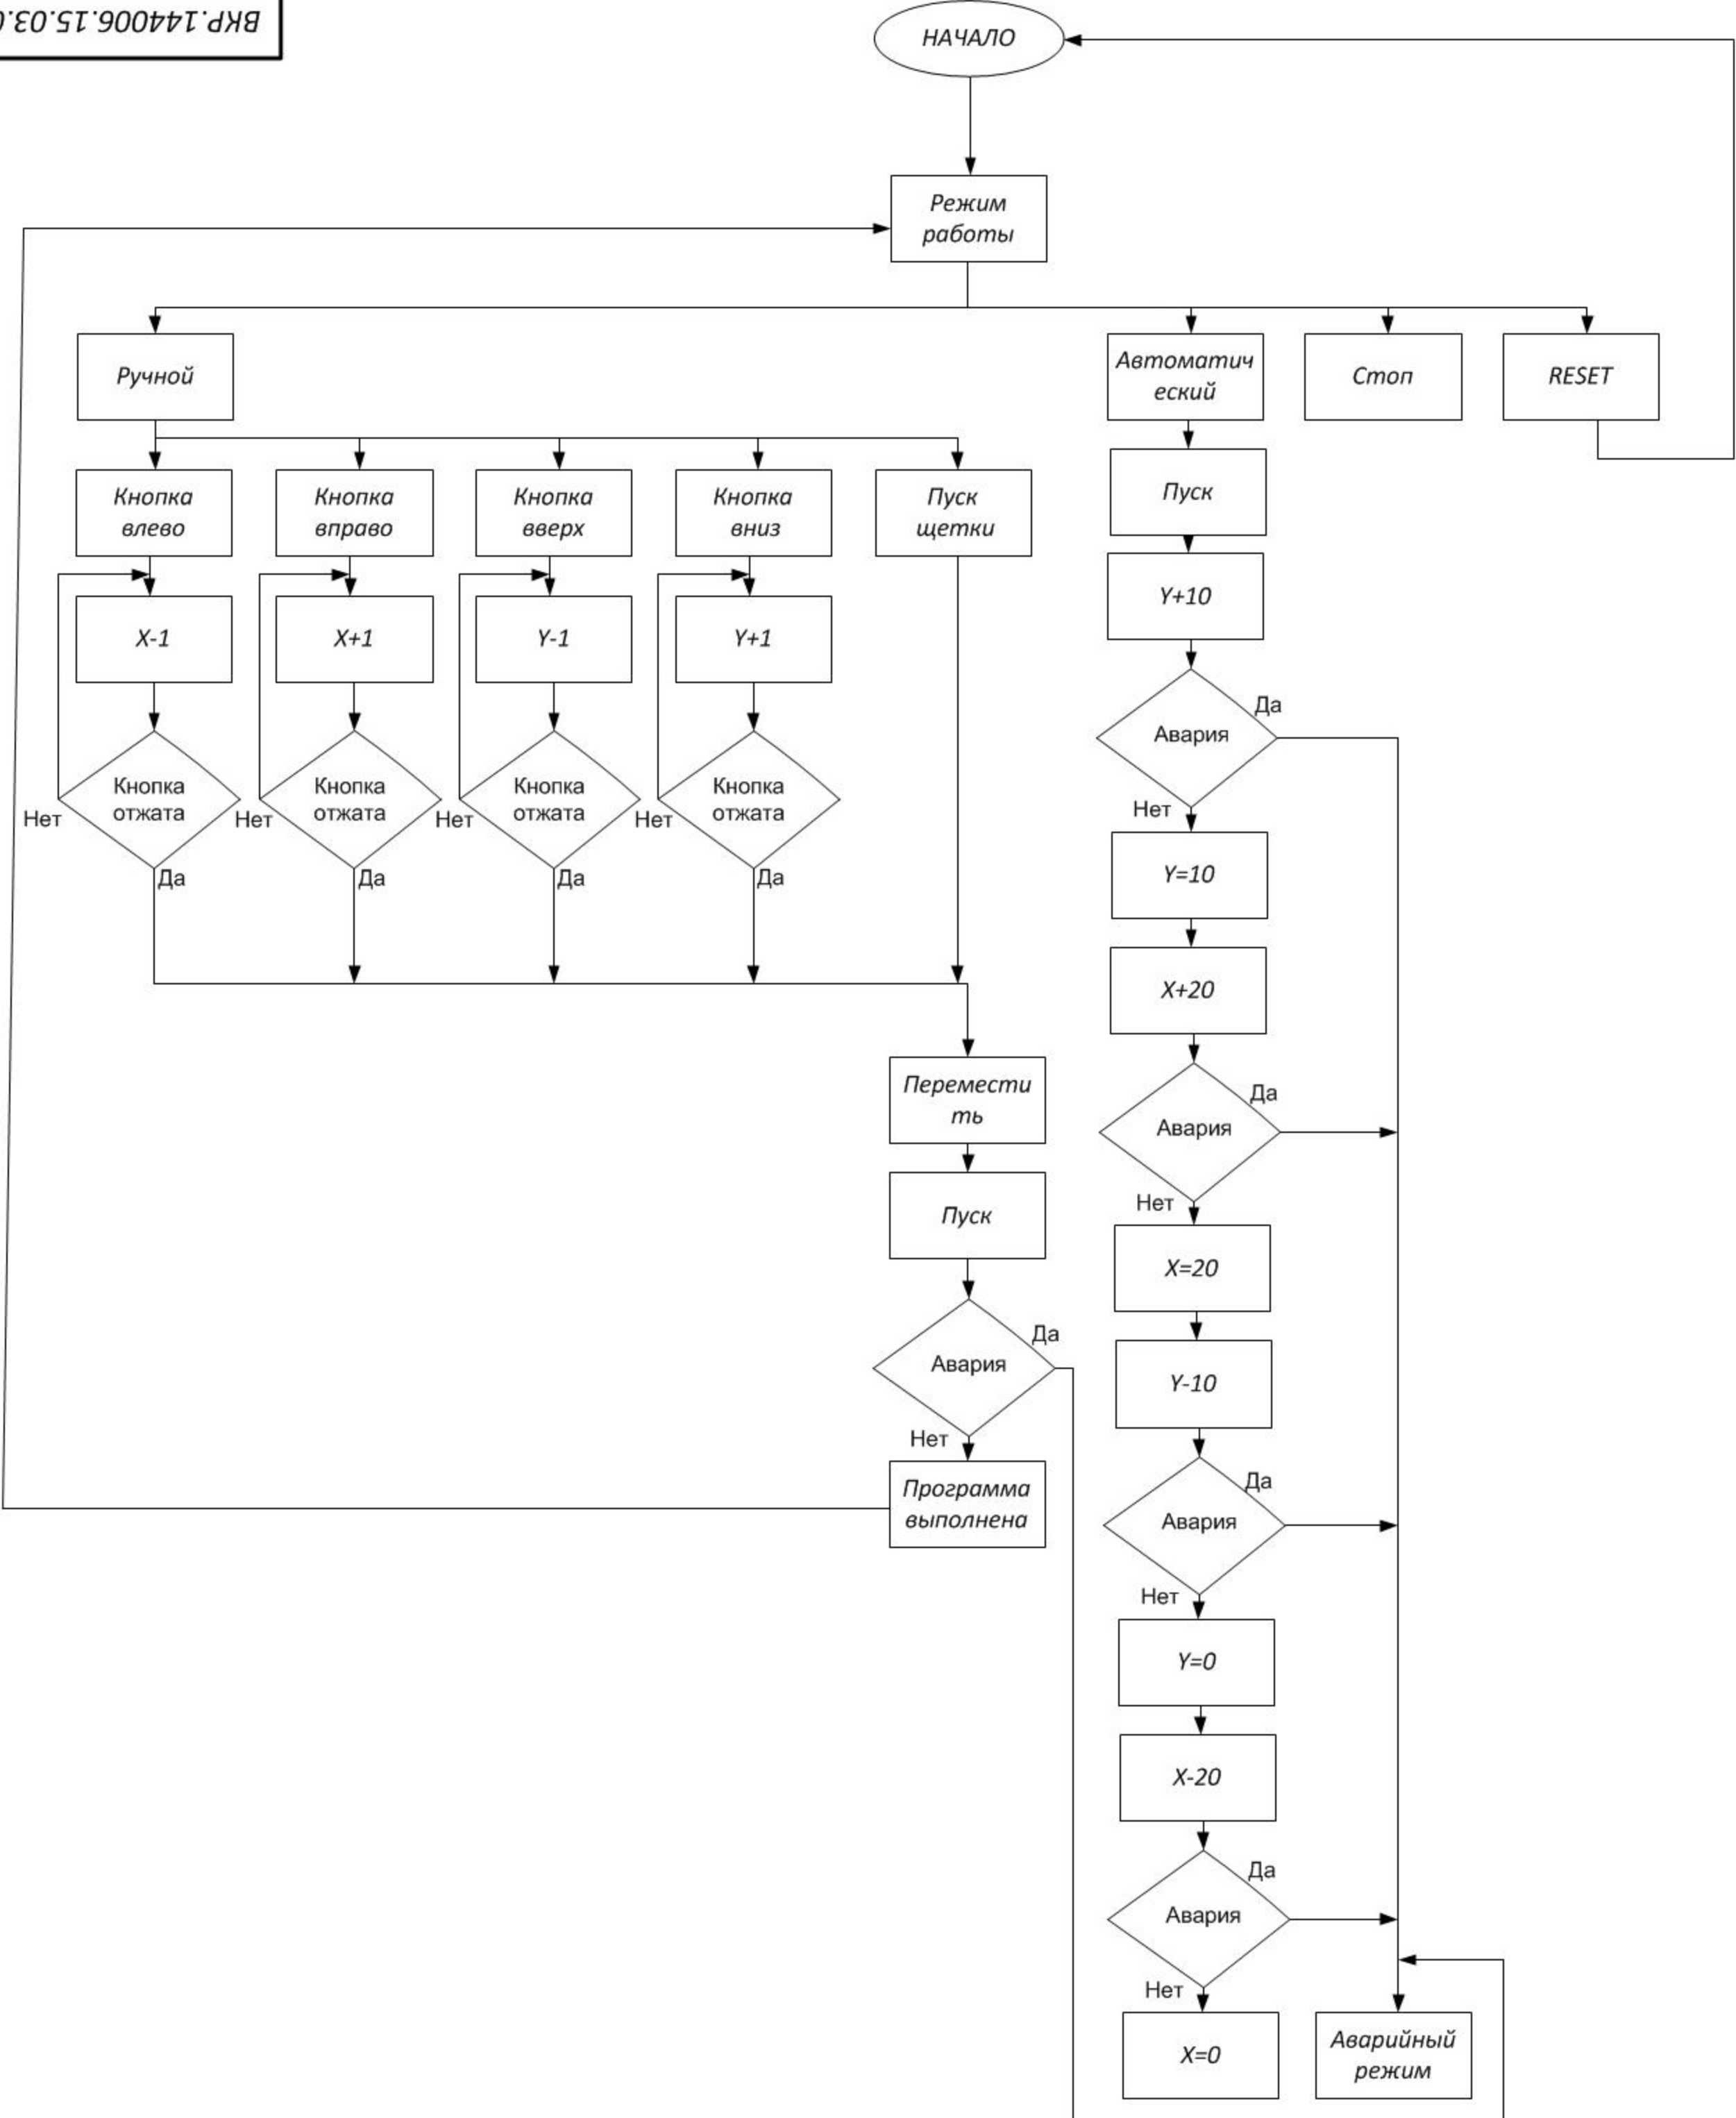 ВКР.144006.15.03.0
НАЧАЛО
Режим
работы
Ручной
Автоматич
еский
Стоп
RESET
Кнопка
влево
Кнопка
вправо
Кнопка
вверх
Кнопка
вниз
Пуск
щетки
Пуск
X-1
X+1
Y-1
Y+1
Y+10
Кнопка
отжата
Нет
Да
Кнопка
отжата
Нет
Да
Кнопка
отжата
Нет
Да
Кнопка
отжата
Нет
Да
Авария
Да
Нет
Y=10
X+20
Авария
Да
Нет
X=20
Y-10
Авария
Да
Нет
Y=0
X-20
Авария
Да
Нет
X=0
Аварийный
режим
Перемести
ть
Пуск
Авария
Да
Нет
Программа
выполнена